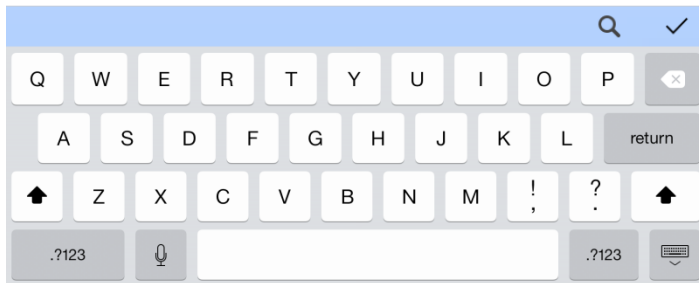 Q W E R T Y U I O P
A S D F G H J K L return
Z X C V B N M ! , ? .
.?123 .?123